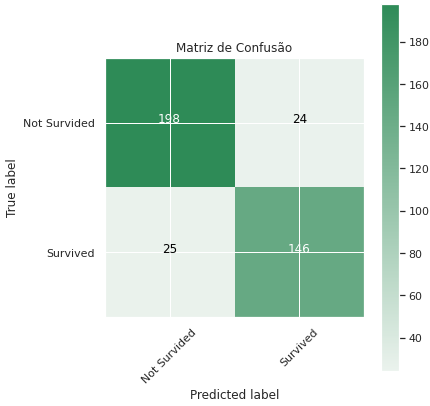 Matriz de Confusão
True label
Not Survided
198
24
Survived
25
146
Not Survided
Survived
Predicted label
180
160
140
120
100
80
60
40